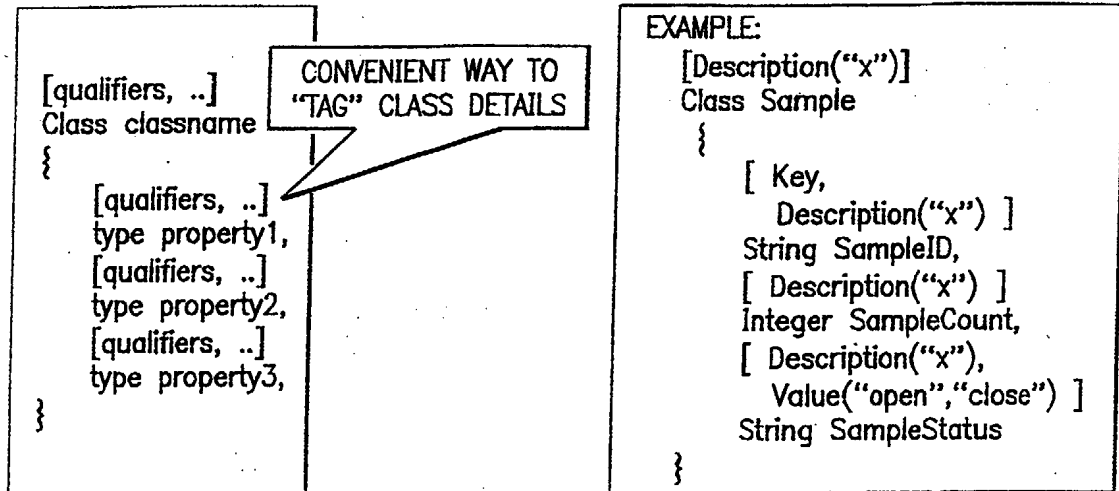 [qualifiers, ..]
Class classname
{
[qualifiers, ..]
type property1,
[qualifiers, ..]
type property2,
[qualifiers, ..]
type property3,
}
CONVENIENT WAY TO
“TAG” CLASS DETAILS
EXAMPLE:
[Description(“x”)]
Class Sample
{
[ Key,
Description(“x”) ]
String SampleID,
[ Description(“x”) ]
Integer SampleCount,
[ Description(“x”),
Value(“open”,“close”) ]
String SampleStatus
}